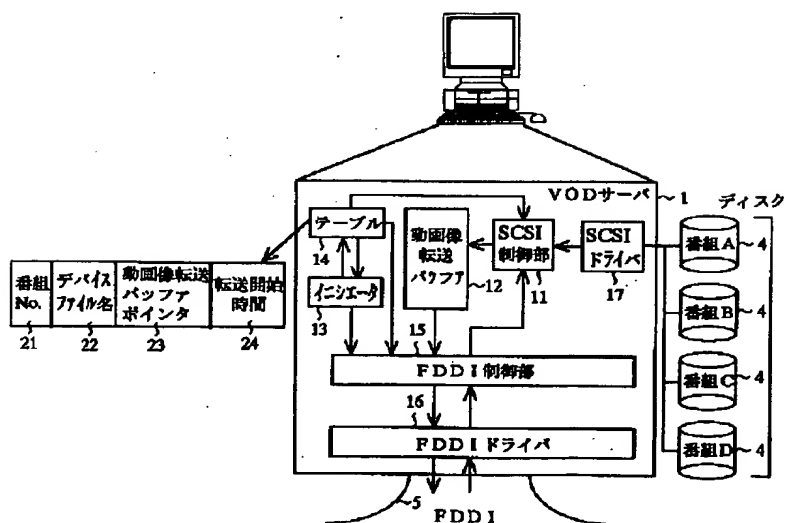 VODサーバ
1
ディスク
テーブル
14
動画像
転送
バッファ
12
SCSI
制御部
11
SCSI
ドライバ
17
番組A
4
番組B
4
番組C
4
番組D
4
番組
No.
21
デバイス
ファイル名
22
動画像転送
バッファ
ポインタ
23
転送開始
時間
24
イニシエータ
13
15
FDDI制御部
16
FDDIドライバ
5
FDDI